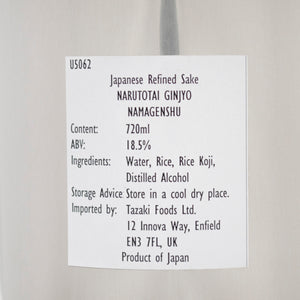 U5062
Japanese Refined Sake
NARUTOTAI GINJYO
NAMAGENSHU
Content: 720ml
ABV: 18.5%
Ingredients: Water, Rice, Rice Koji,
Distilled Alcohol
Storage Advice: Store in a cool dry place.
Imported by: Tazaki Foods Ltd.
12 Innova Way, Enfield
EN3 7FL, UK
Product of Japan